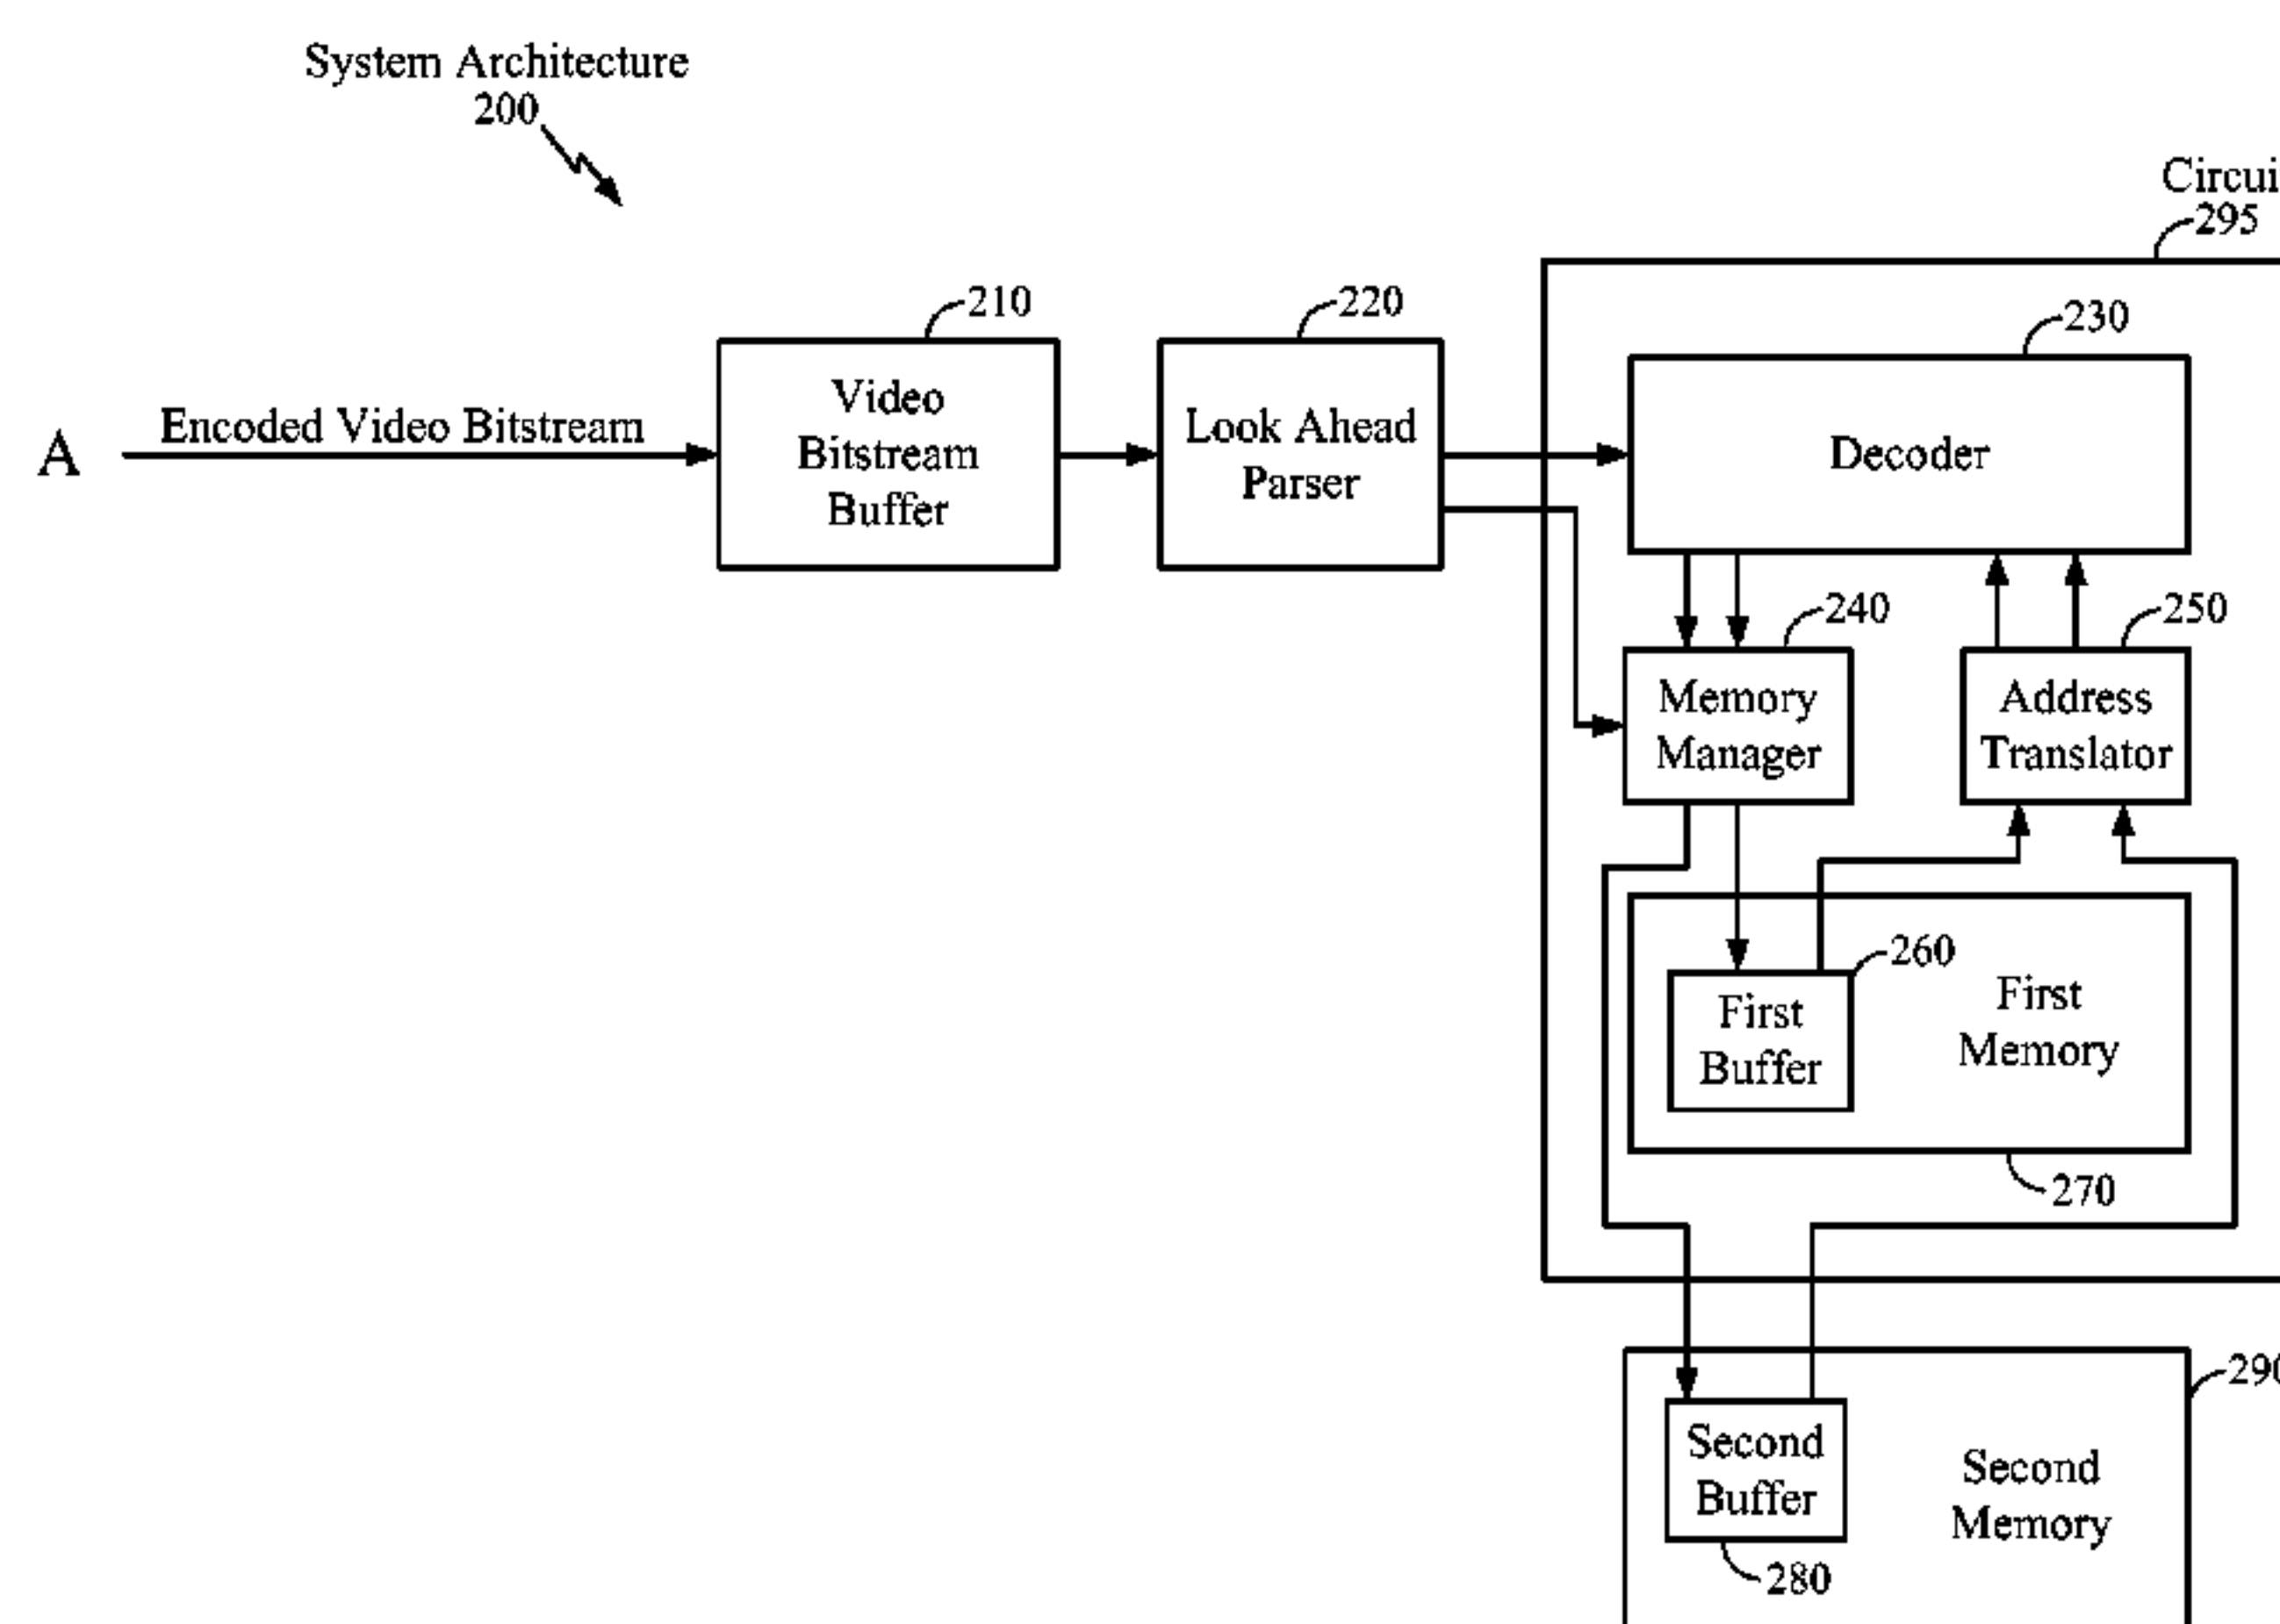 System Architecture
200
Circui
295
210
220
230
A
Encoded Video Bitstream
Video
Bitstream
Buffer
Look Ahead
Parser
Decoder
240
250
Memory
Manager
Address
Translator
260
First
Buffer
First
Memory
270
290
Second
Buffer
Second
Memory
280